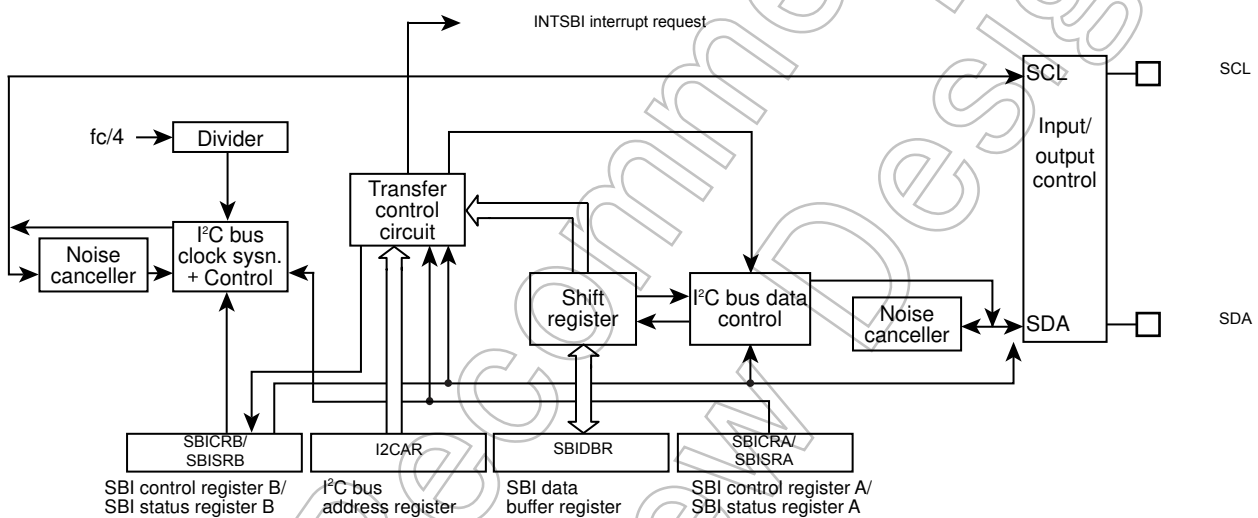 INTSBI interrupt request
SCL
SCL
fc/4
Divider
Input/
output
control
Transfer
control
circuit
I²C bus
clock sysn.
+ Control
Noise
canceller
Shift
register
I²C bus data
control
Noise
canceller
SDA
SDA
SBICRB/
SBISRB
I2CAR
SBIDBR
SBICRA/
SBISRA
SBI control register B/
SBI status register B
I²C bus
address register
SBI data
buffer register
SBI control register A/
SBI status register A